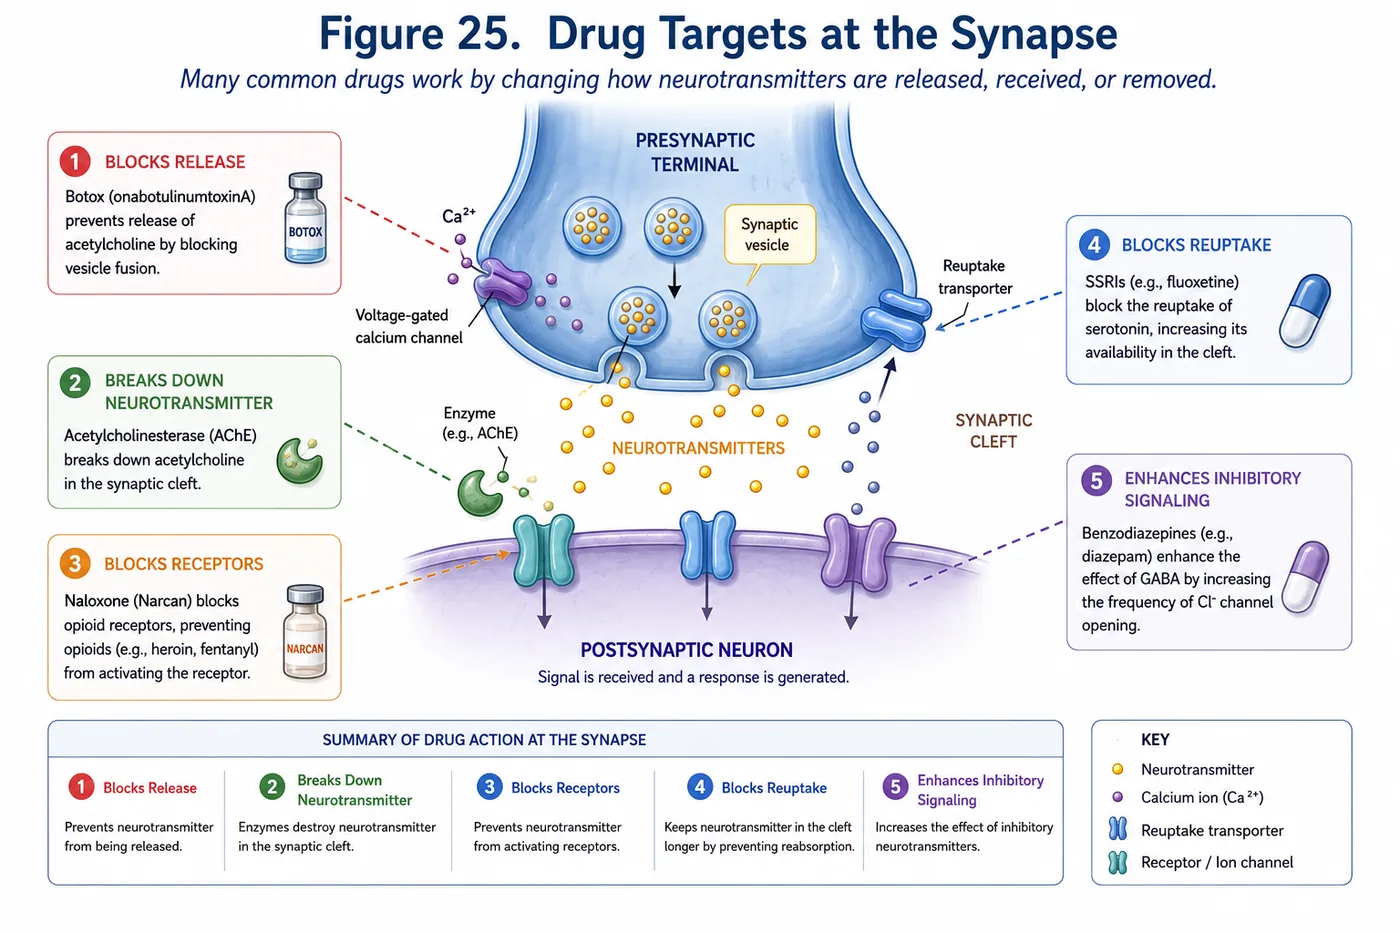 Figure 25. Drug Targets at the Synapse
Many common drugs work by changing how neurotransmitters are released, received, or removed.
1 BLOCKS RELEASE
Botox (onabotulinumtoxinA)
prevents release of
acetylcholine by blocking
vesicle fusion.
BOTOX
2 BREAKS DOWN
NEUROTRANSMITTER
Acetylcholinesterase (AChE)
breaks down acetylcholine
in the synaptic cleft.
3 BLOCKS RECEPTORS
Naloxone (Narcan) blocks
opioid receptors, preventing
opioids (e.g., heroin, fentanyl)
from activating the receptor.
NARCAN
PRESYNAPTIC
TERMINAL
Ca²⁺
Synaptic
vesicle
Voltage-gated
calcium channel
Reuptake
transporter
Enzyme
(e.g., AChE)
NEUROTRANSMITTERS
SYNAPTIC
CLEFT
POSTSYNAPTIC NEURON
Signal is received and a response is generated.
4 BLOCKS REUPTAKE
SSRIs (e.g., fluoxetine)
block the reuptake of
serotonin, increasing its
availability in the cleft.
5 ENHANCES INHIBITORY
SIGNALING
Benzodiazepines (e.g.,
diazepam) enhance the
effect of GABA by increasing
the frequency of Cl⁻ channel
opening.
SUMMARY OF DRUG ACTION AT THE SYNAPSE
1 Blocks Release
Prevents neurotransmitter
from being released.
2 Breaks Down
Neurotransmitter
Enzymes destroy neurotransmitter
in the synaptic cleft.
3 Blocks Receptors
Prevents neurotransmitter
from activating receptors.
4 Blocks Reuptake
Keeps neurotransmitter in the cleft
longer by preventing reabsorption.
5 Enhances Inhibitory
Signaling
Increases the effect of inhibitory
neurotransmitters.
KEY
Neurotransmitter
Calcium ion (Ca²⁺)
Reuptake transporter
Receptor / Ion channel